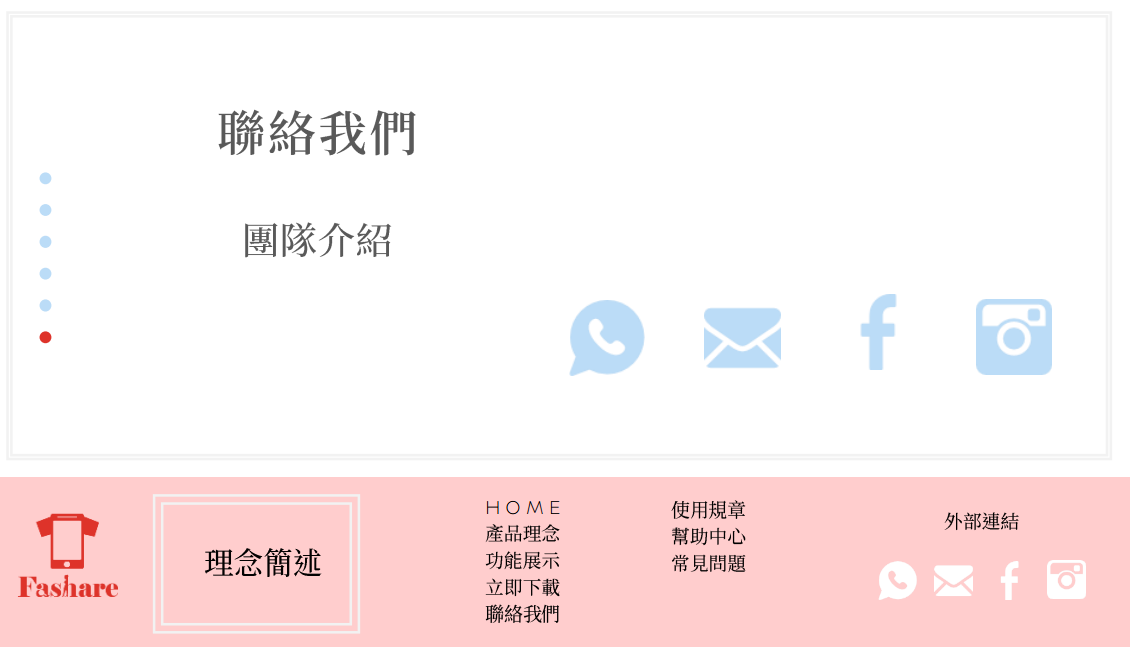 聯絡我們
團隊介紹
Fashare
理念簡述
HOME
產品理念
功能展示
立即下載
聯絡我們
使用規章
幫助中心
常見問題
外部連結